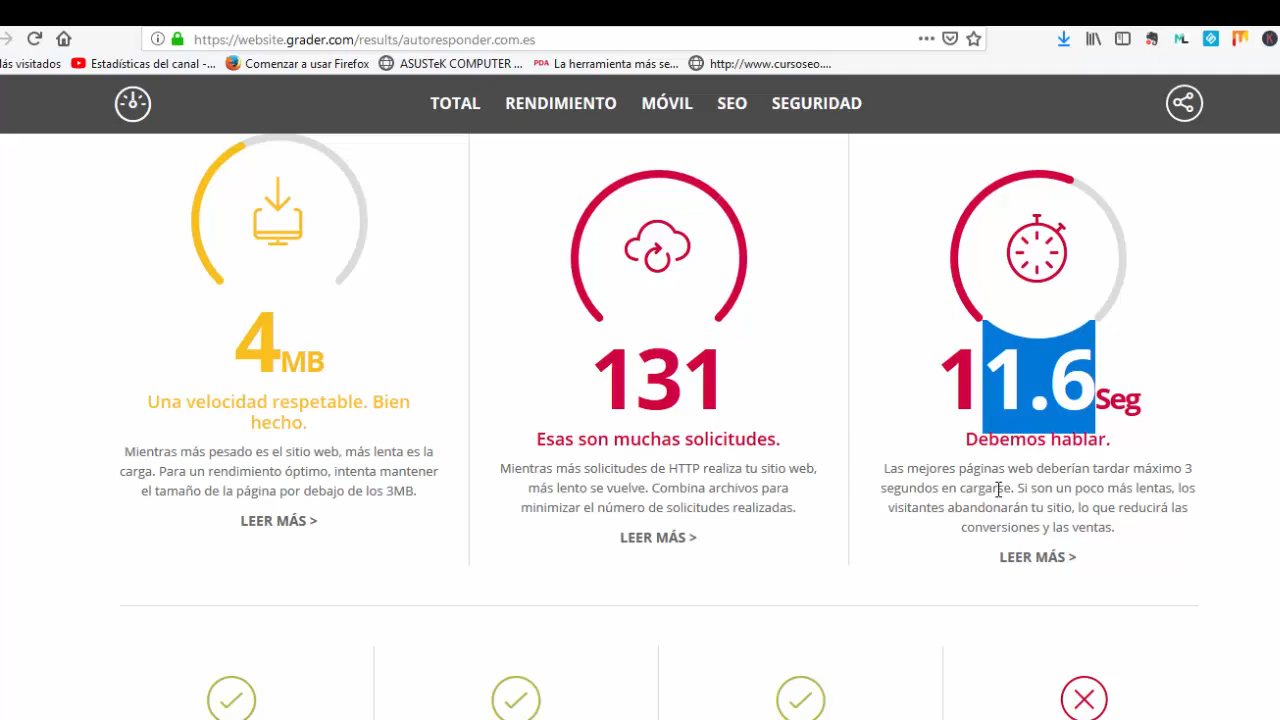 https://website.grader.com/results/autoresponder.com.es
ás visitados
Estadísticas del canal -...
Comenzar a usar Firefox
ASUSTeK COMPUTER ...
PDA
La herramienta más se...
http://www.cursoseo....
TOTAL
RENDIMIENTO
MÓVIL
SEO
SEGURIDAD
4MB
Una velocidad respetable. Bien
hecho.
Mientras más pesado es el sitio web, más lenta es la
carga. Para un rendimiento óptimo, intenta mantener
el tamaño de la página por debajo de los 3MB.
LEER MÁS >
131
Esas son muchas solicitudes.
Mientras más solicitudes de HTTP realiza tu sitio web,
más lento se vuelve. Combina archivos para
minimizar el número de solicitudes realizadas.
LEER MÁS >
11.6Seg
Debemos hablar.
Las mejores páginas web deberían tardar máximo 3
segundos en cargarse. Si son un poco más lentas, los
visitantes abandonarán tu sitio, lo que reducirá las
conversiones y las ventas.
LEER MÁS >